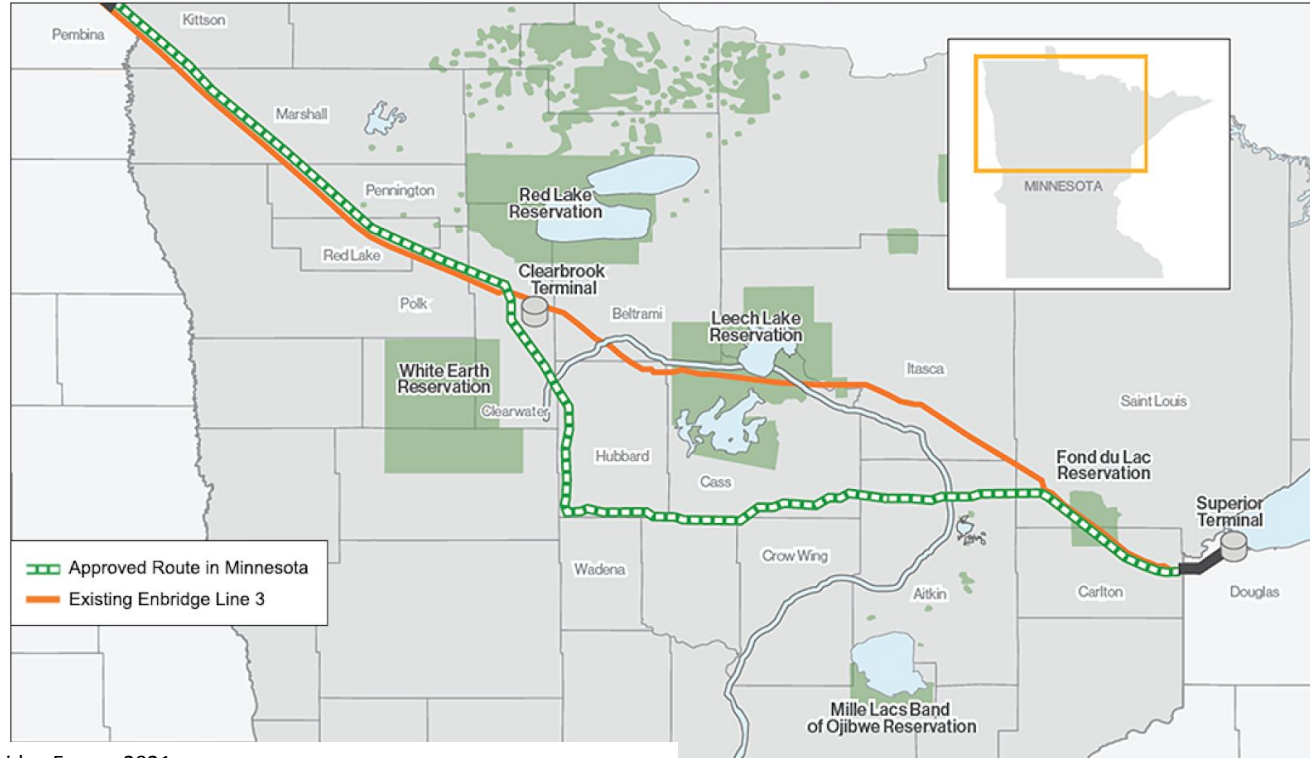 Kittson
Pembina
Marshall
MINNESOTA
Pennington
Red Lake
Reservation
Red Lake
Clearbrook
Terminal
Polk
Beltrami
Leech Lake
Reservation
White Earth
Reservation
Itasca
Clearwater
Saint Louis
Hubbard
Cass
Fond du Lac
Reservation
Superior
Terminal
Approved Route in Minnesota
Existing Enbridge Line 3
Wadena
Crow Wing
Aitkin
Carlton
Douglas
Mille Lacs Band
of Ojibwe Reservation